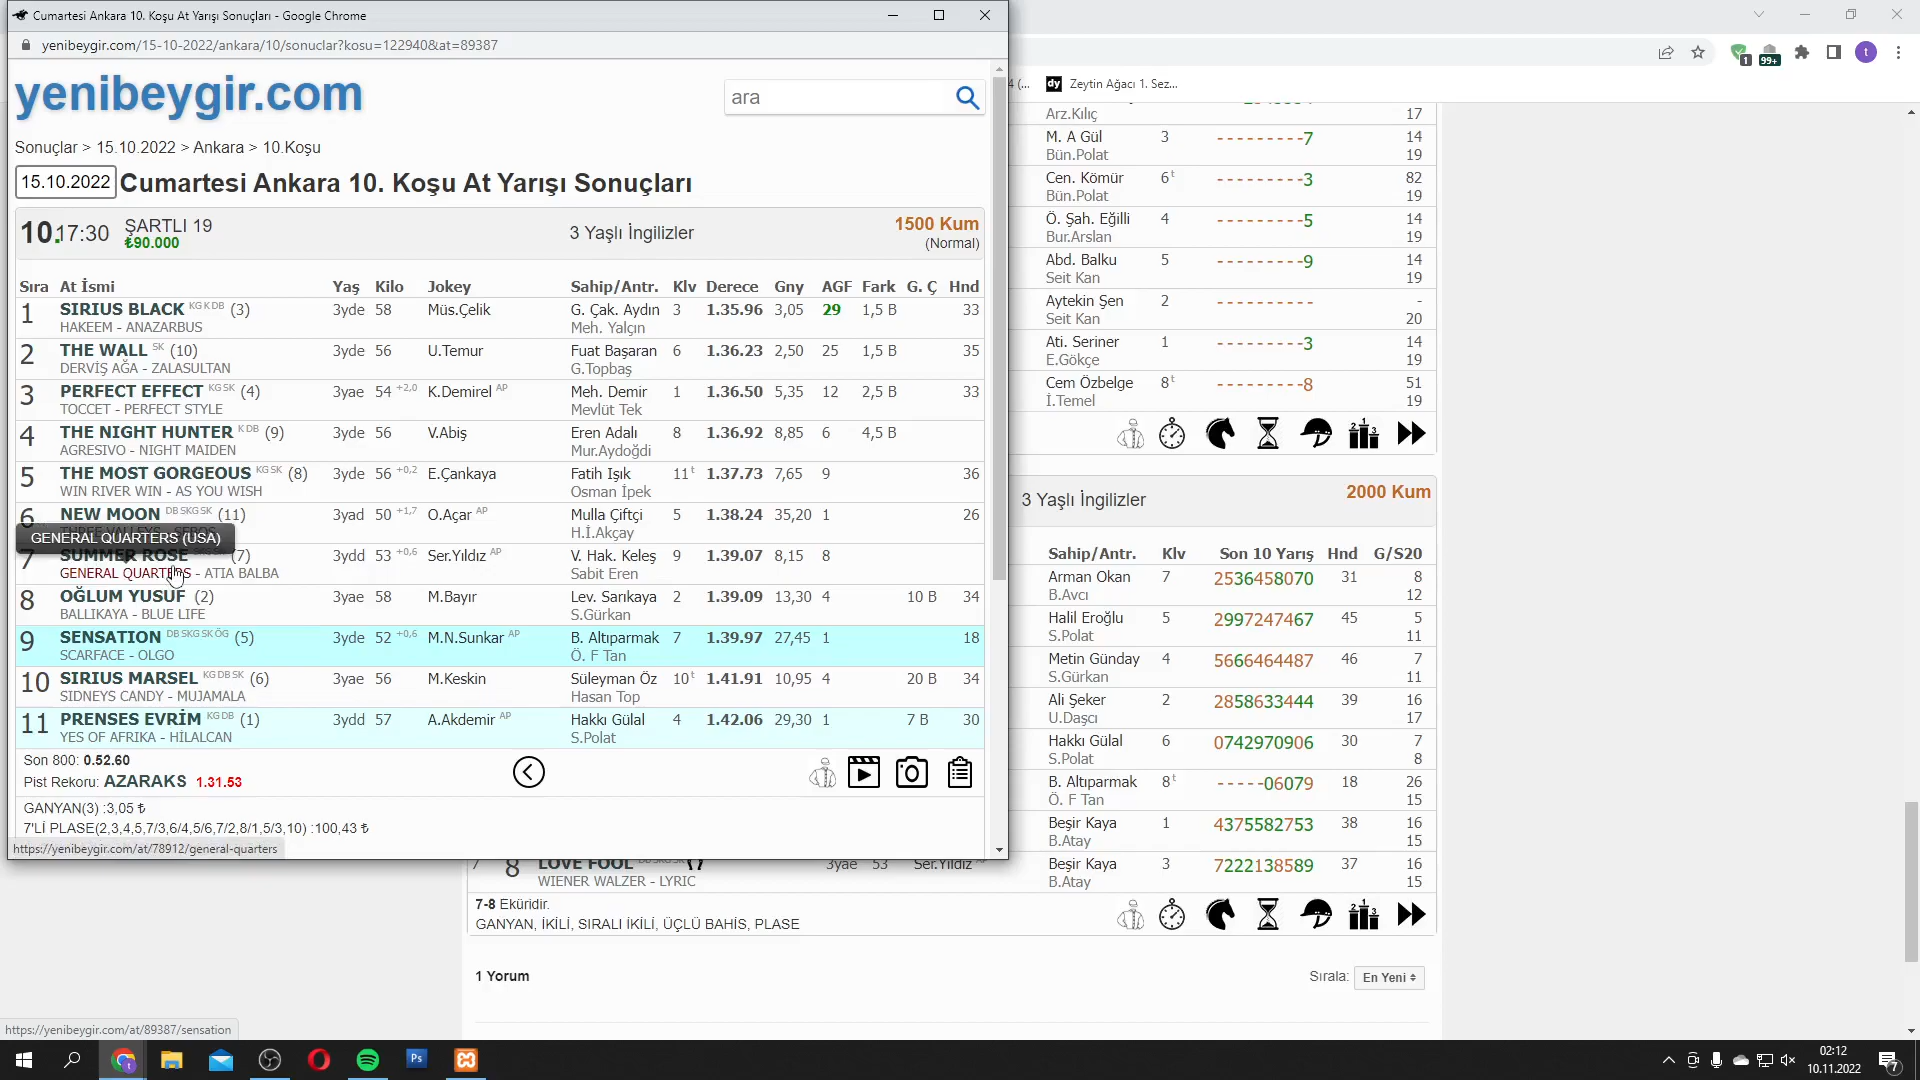 Cumartesi Ankara 10. Koşu At Yarışı Sonuçları - Google Chrome
yenibeygir.com/15-10-2022/ankara/10/sonuclar?kosu=122940&at=89387
yenibeygir.com
ara
Sonuçlar > 15.10.2022 > Ankara > 10.Koşu
15.10.2022 Cumartesi Ankara 10. Koşu At Yarışı Sonuçları
10. 17:30 ŞARTLI 19 3 Yaşlı İngilizler 1500 Kum
₺90.000 (Normal)
Sıra At İsmi Yaş Kilo Jokey Sahip/Antr. Klv Derece Gny AGF Fark G. Ç Hnd
1 SIRIUS BLACK KG K DB (3) 3yde 58 Müs.Çelik G. Çak. Aydın 3 1.35.96 3,05 29 1,5 B 33
HAKEEM - ANAZARBUS Meh. Yalçın
2 THE WALL SK (10) 3yde 56 U.Temur Fuat Başaran 6 1.36.23 2,50 25 1,5 B 35
DERVİŞ AĞA - ZALASULTAN G.Topbaş
3 PERFECT EFFECT KG SK (4) 3yae 54 +2,0 K.Demirel AP Meh. Demir 1 1.36.50 5,35 12 2,5 B 33
TOCCET - PERFECT STYLE Mevlüt Tek
4 THE NIGHT HUNTER K DB (9) 3yde 56 V.Abiş Eren Adalı 8 1.36.92 8,85 6 4,5 B
AGRESIVO - NIGHT MAIDEN Mur.Aydoğdi
5 THE MOST GORGEOUS KG SK (8) 3yde 56 +0,2 E.Çankaya Fatih Işık 11 t 1.37.73 7,65 9 36
WIN RIVER WIN - AS YOU WISH Osman İpek
6 NEW MOON DB SKG SK (11) 3yad 50 +1,7 O.Açar AP Mulla Çiftçi 5 1.38.24 35,20 1 26
H.İ.Akçay
GENERAL QUARTERS (USA)
7 SUMMER ROSE (7) 3ydd 53 +0,6 Ser.Yıldız AP V. Hak. Keleş 9 1.39.07 8,15 8
GENERAL QUARTERS - ATIA BALBA Sabit Eren
8 OĞLUM YUSUF (2) 3yae 58 M.Bayır Lev. Sarıkaya 2 1.39.09 13,30 4 10 B 34
BALLIKAYA - BLUE LIFE S.Gürkan
9 SENSATION DB SKG SK ÖG (5) 3yde 52 +0,6 M.N.Sunkar AP B. Altıparmak 7 1.39.97 27,45 1 18
SCARFACE - OLGO Ö. F Tan
10 SIRIUS MARSEL KG DB SK (6) 3yae 56 M.Keskin Süleyman Öz 10 t 1.41.91 10,95 4 20 B 34
SIDNEYS CANDY - MUJAMALA Hasan Top
11 PRENSES EVRİM KG DB (1) 3ydd 57 A.Akdemir AP Hakkı Gülal 4 1.42.06 29,30 1 7 B 30
YES OF AFRIKA - HİLALCAN S.Polat
Son 800: 0.52.60
Pist Rekoru: AZARAKS 1.31.53
GANYAN(3) :3,05 ₺
7'Lİ PLASE(2,3,4,5,7/3,6/4,5/6,7/2,8/1,5/3,10) :100,43 ₺
https://yenibeygir.com/at/78912/general-quarters
1
99+
t
4 (... dy Zeytin Ağacı 1. Sez...
Arz.Kılıç 17
M. A Gül 3 ---------7 14
Bün.Polat 19
Cen. Kömür 6 t ---------3 82
Bün.Polat 19
Ö. Şah. Eğilli 4 ---------5 14
Bur.Arslan 19
Abd. Balku 5 ---------9 14
Seit Kan 19
Aytekin Şen 2 ---------- -
Seit Kan 20
Ati. Seriner 1 ---------3 14
E.Gökçe 19
Cem Özbelge 8 t ---------8 51
İ.Temel 19
3 Yaşlı İngilizler 2000 Kum
Sahip/Antr. Klv Son 10 Yarış Hnd G/S20
Arman Okan 7 2536458070 31 8
B.Avcı 12
Halil Eroğlu 5 2997247467 45 5
S.Polat 11
Metin Günday 4 5666464487 46 7
S.Gürkan 11
Ali Şeker 2 2858633444 39 16
U.Daşcı 17
Hakkı Gülal 6 0742970906 30 7
S.Polat 8
B. Altıparmak 8 t -----06079 18 26
Ö. F Tan 15
Beşir Kaya 1 4375582753 38 16
B.Atay 15
7 8 LOVE FOOL 3yae 53 Ser.Yıldız AP Beşir Kaya 3 7222138589 37 16
WIENER WALZER - LYRIC B.Atay 15
7-8 Eküridir.
GANYAN, İKİLİ, SIRALI İKİLİ, ÜÇLÜ BAHİS, PLASE
1 Yorum Sırala: En Yeni
https://yenibeygir.com/at/89387/sensation
Ps
02:12
10.11.2022
7